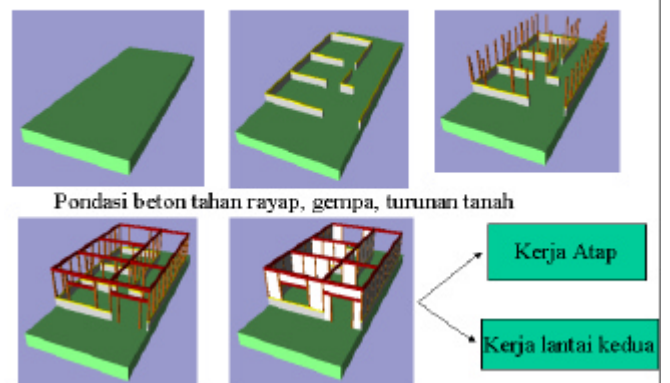 Pondasi beton tahan rayap, gempa, turunan tanah
Kerja Atap
Kerja lantai kedua